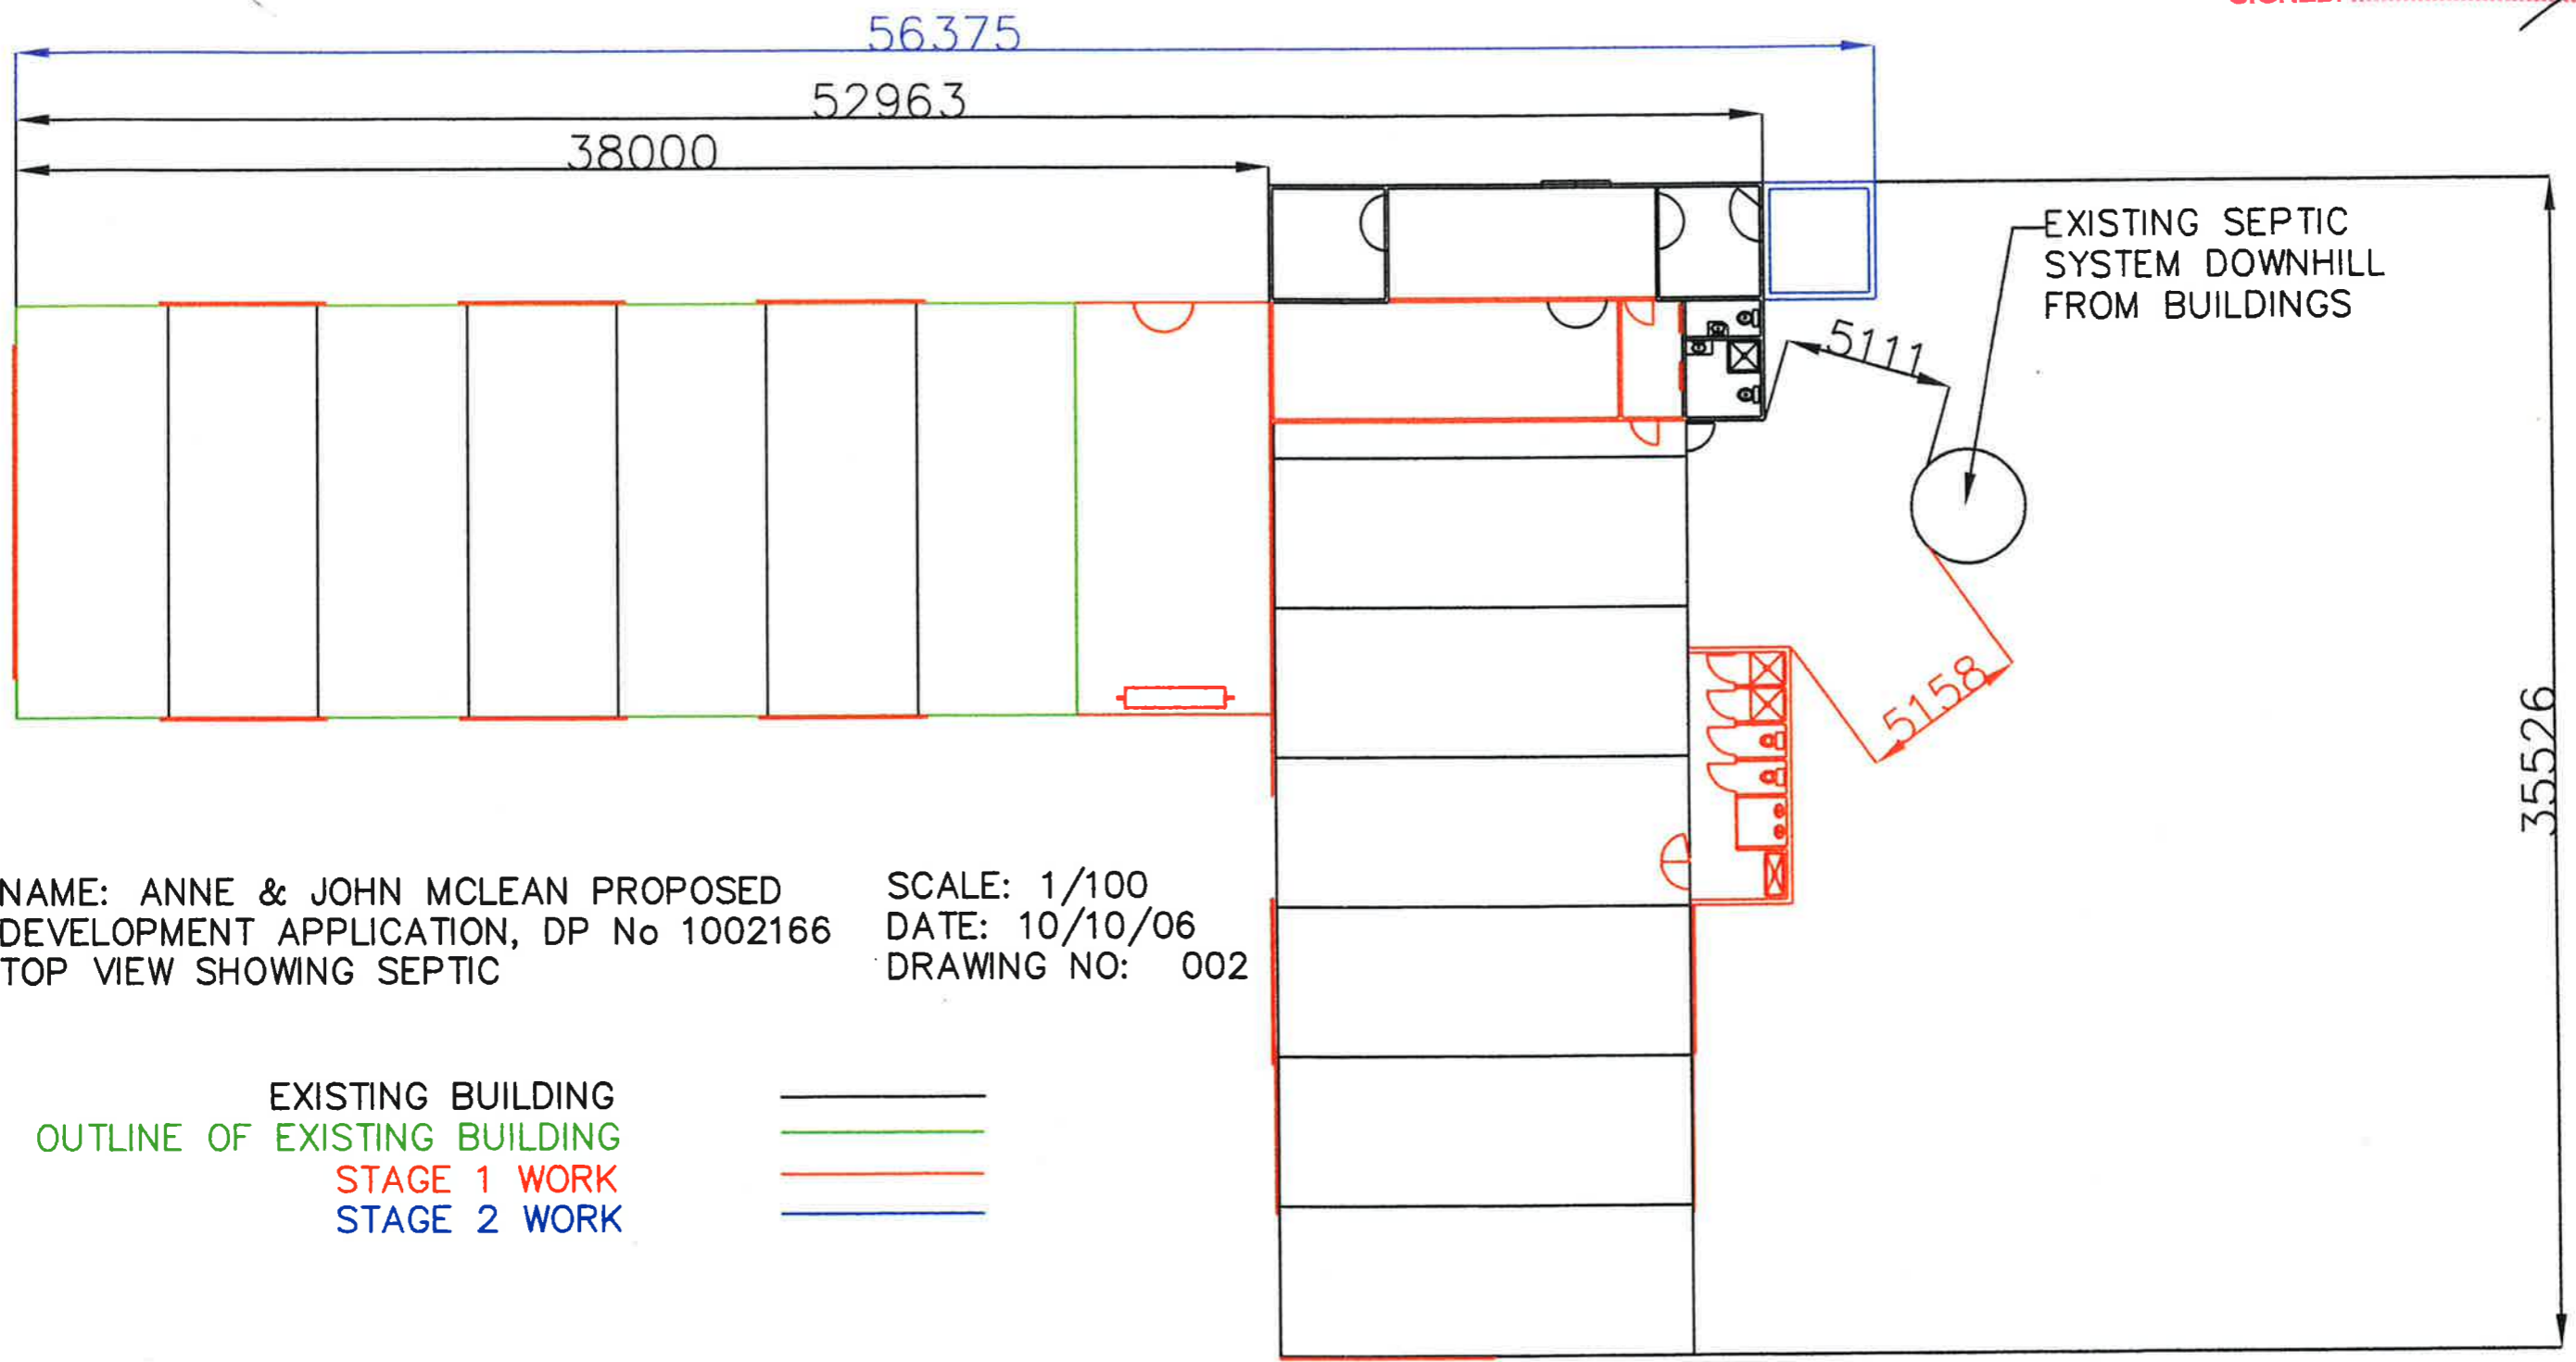 56375
52963
38000
EXISTING SEPTIC
SYSTEM DOWNHILL
FROM BUILDINGS
5111
5158
35526
NAME: ANNE & JOHN MCLEAN PROPOSED
DEVELOPMENT APPLICATION, DP No 1002166
TOP VIEW SHOWING SEPTIC
SCALE: 1/100
DATE: 10/10/06
DRAWING NO: 002
EXISTING BUILDING
OUTLINE OF EXISTING BUILDING
STAGE 1 WORK
STAGE 2 WORK